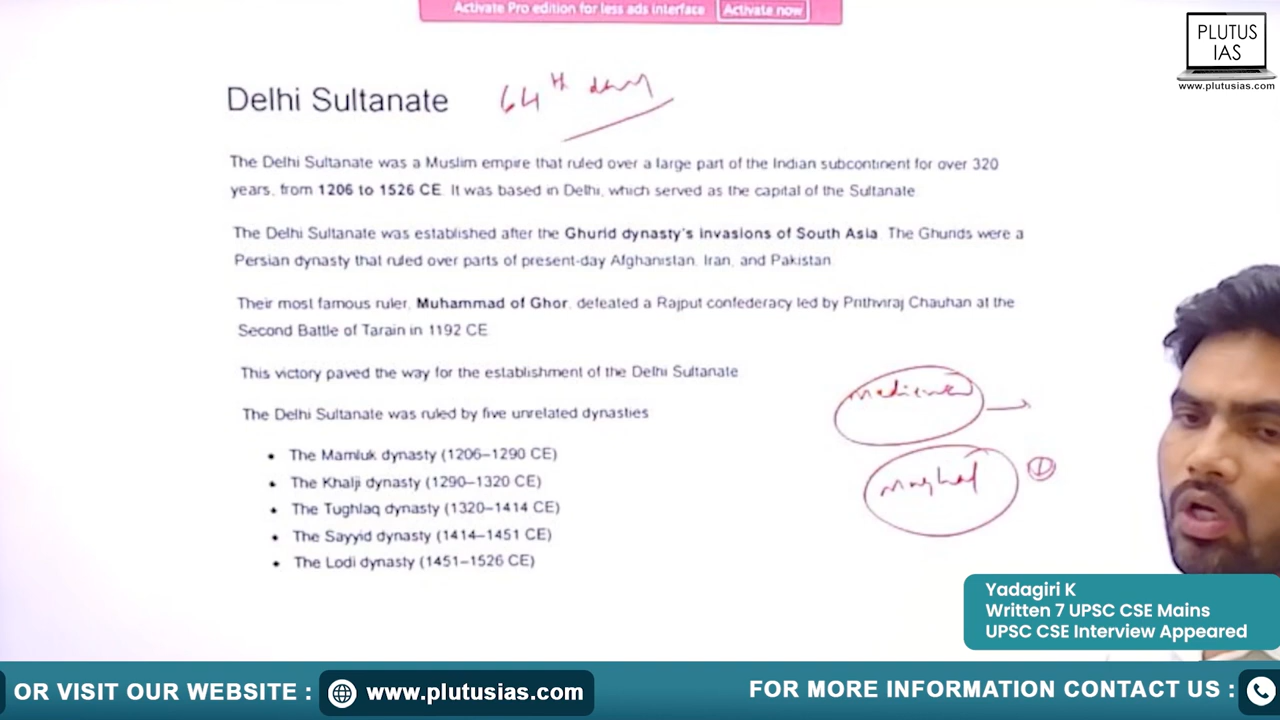 Activate Pro edition for less ads interface Activate now
PLUTUS
IAS
www.plutusias.com
Delhi Sultanate 64th day
The Delhi Sultanate was a Muslim empire that ruled over a large part of the Indian subcontinent for over 320
years, from 1206 to 1526 CE. It was based in Delhi, which served as the capital of the Sultanate
The Delhi Sultanate was established after the Ghurid dynasty's invasions of South Asia. The Ghurids were a
Persian dynasty that ruled over parts of present-day Afghanistan, Iran, and Pakistan.
Their most famous ruler, Muhammad of Ghor, defeated a Rajput confederacy led by Prithviraj Chauhan at the
Second Battle of Tarain in 1192 CE
This victory paved the way for the establishment of the Delhi Sultanate
The Delhi Sultanate was ruled by five unrelated dynasties
• The Mamluk dynasty (1206–1290 CE)
• The Khalji dynasty (1290–1320 CE)
• The Tughlaq dynasty (1320–1414 CE)
• The Sayyid dynasty (1414–1451 CE)
• The Lodi dynasty (1451–1526 CE)
1
Yadagiri K
Written 7 UPSC CSE Mains
UPSC CSE Interview Appeared
OR VISIT OUR WEBSITE : www.plutusias.com FOR MORE INFORMATION CONTACT US :